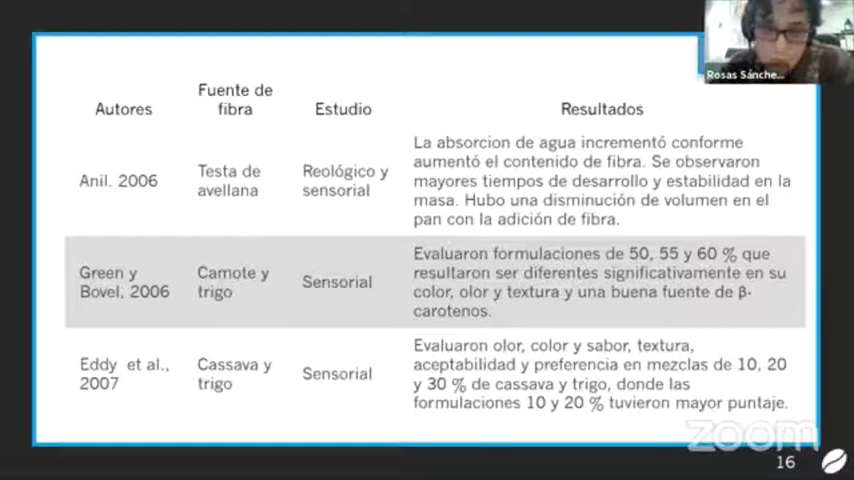 Rosas Sánche...
Autores
Fuente de
fibra
Estudio
Resultados
Anil. 2006
Testa de
avellana
Reológico y
sensorial
La absorcion de agua incrementó conforme
aumentó el contenido de fibra. Se observaron
mayores tiempos de desarrollo y estabilidad en la
masa. Hubo una disminución de volumen en el
pan con la adición de fibra.
Green y
Bovel, 2006
Camote y
trigo
Sensorial
Evaluaron formulaciones de 50, 55 y 60 % que
resultaron ser diferentes significativamente en su
color, olor y textura y una buena fuente de β-
carotenos.
Eddy et al.,
2007
Cassava y
trigo
Sensorial
Evaluaron olor, color y sabor, textura,
aceptabilidad y preferencia en mezclas de 10, 20
y 30 % de cassava y trigo, donde las
formulaciones 10 y 20 % tuvieron mayor puntaje.
zoom
16